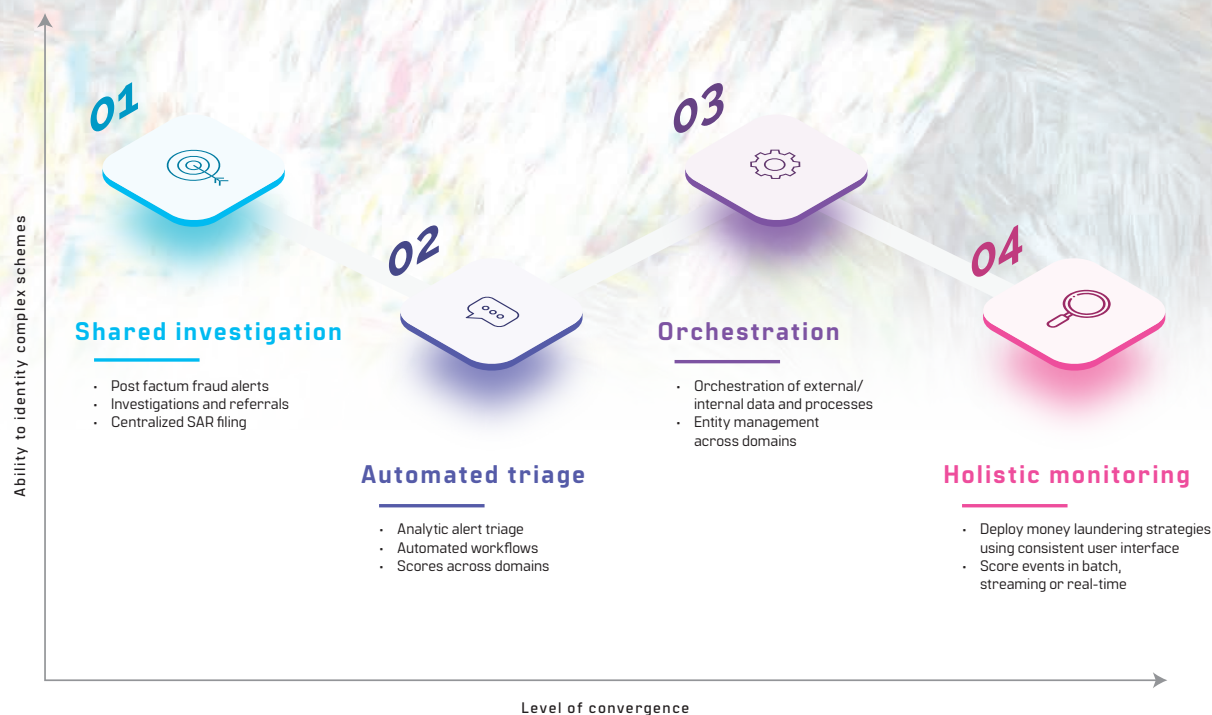 Ability to identity complex schemes
01
Shared investigation
• Post factum fraud alerts
• Investigations and referrals
• Centralized SAR filing
02
Automated triage
• Analytic alert triage
• Automated workflows
• Scores across domains
03
Orchestration
• Orchestration of external/
internal data and processes
• Entity management
across domains
04
Holistic monitoring
• Deploy money laundering strategies
using consistent user interface
• Score events in batch,
streaming or real-time
Level of convergence